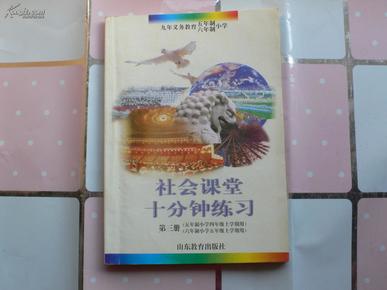 九年义务教育五年制六年制小学
社会课堂
十分钟练习
第三册（五年制小学四年级上学期用）
（六年制小学五年级上学期用）
山东教育出版社